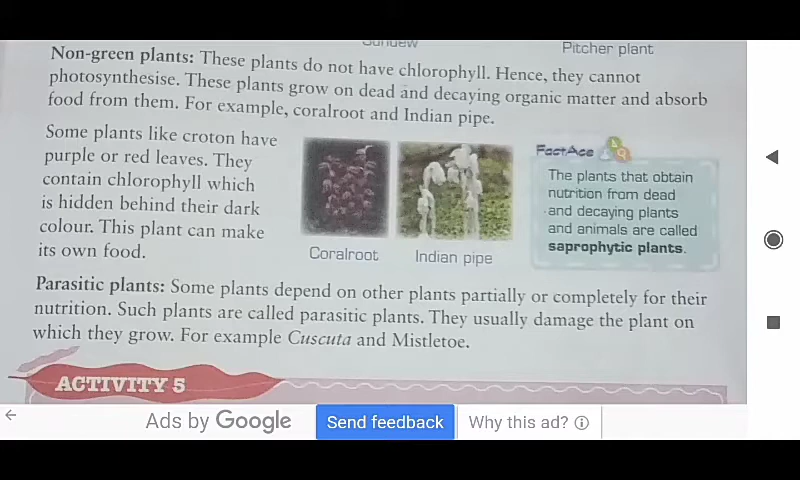 Sundew
Pitcher plant
Non-green plants: These plants do not have chlorophyll. Hence, they cannot
photosynthesise. These plants grow on dead and decaying organic matter and absorb
food from them. For example, coralroot and Indian pipe.
Some plants like croton have
purple or red leaves. They
contain chlorophyll which
is hidden behind their dark
colour. This plant can make
its own food.
Coralroot
Indian pipe
FactAce
The plants that obtain
nutrition from dead
and decaying plants
and animals are called
saprophytic plants.
Parasitic plants: Some plants depend on other plants partially or completely for their
nutrition. Such plants are called parasitic plants. They usually damage the plant on
which they grow. For example Cuscuta and Mistletoe.
ACTIVITY 5
Ads by Google
Send feedback
Why this ad?